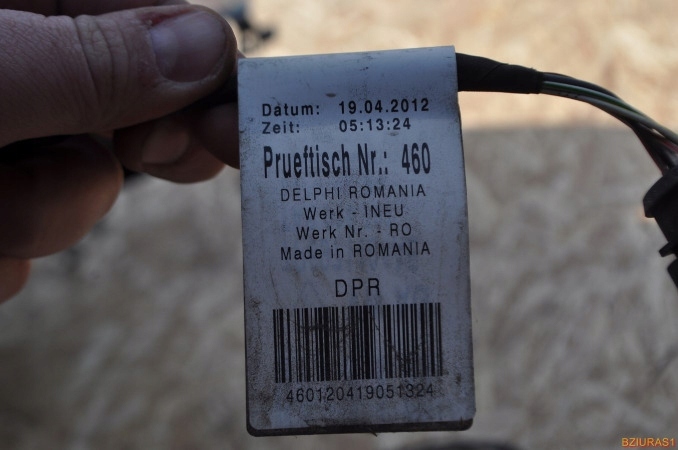 Datum: 19.04.2012
Zeit: 05:13:24
Prueftisch Nr.: 460
DELPHI ROMANIA
Werk - INEU
Werk Nr. - RO
Made in ROMANIA
DPR
460120419051324
BZIURAS1